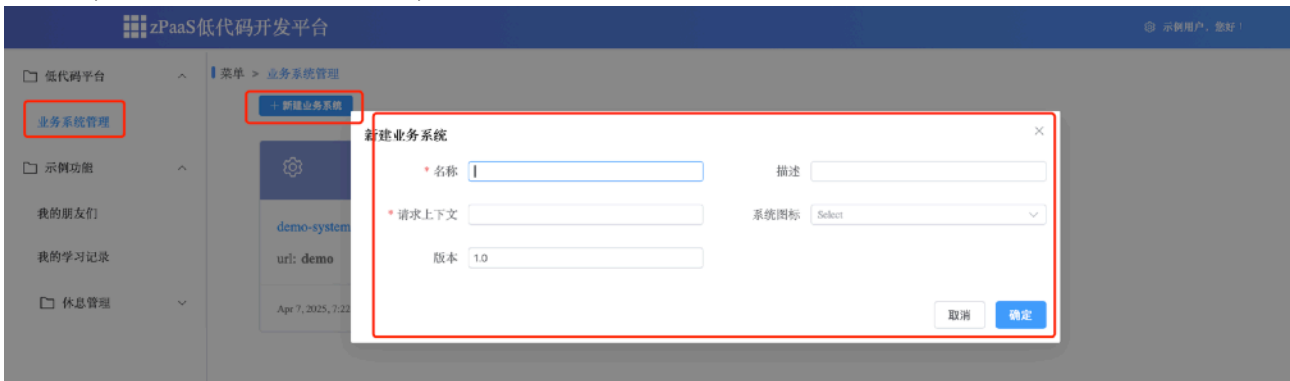 zPaaS低代码开发平台
示例用户，您好！
低代码平台
业务系统管理
示例功能
我的朋友们
我的学习记录
休息管理
菜单 > 业务系统管理
+ 新建业务系统
demo-system
url: demo
Apr 7, 2025, 7:22
新建业务系统
* 名称
描述
* 请求上下文
系统图标 Select
版本 1.0
取消 确定